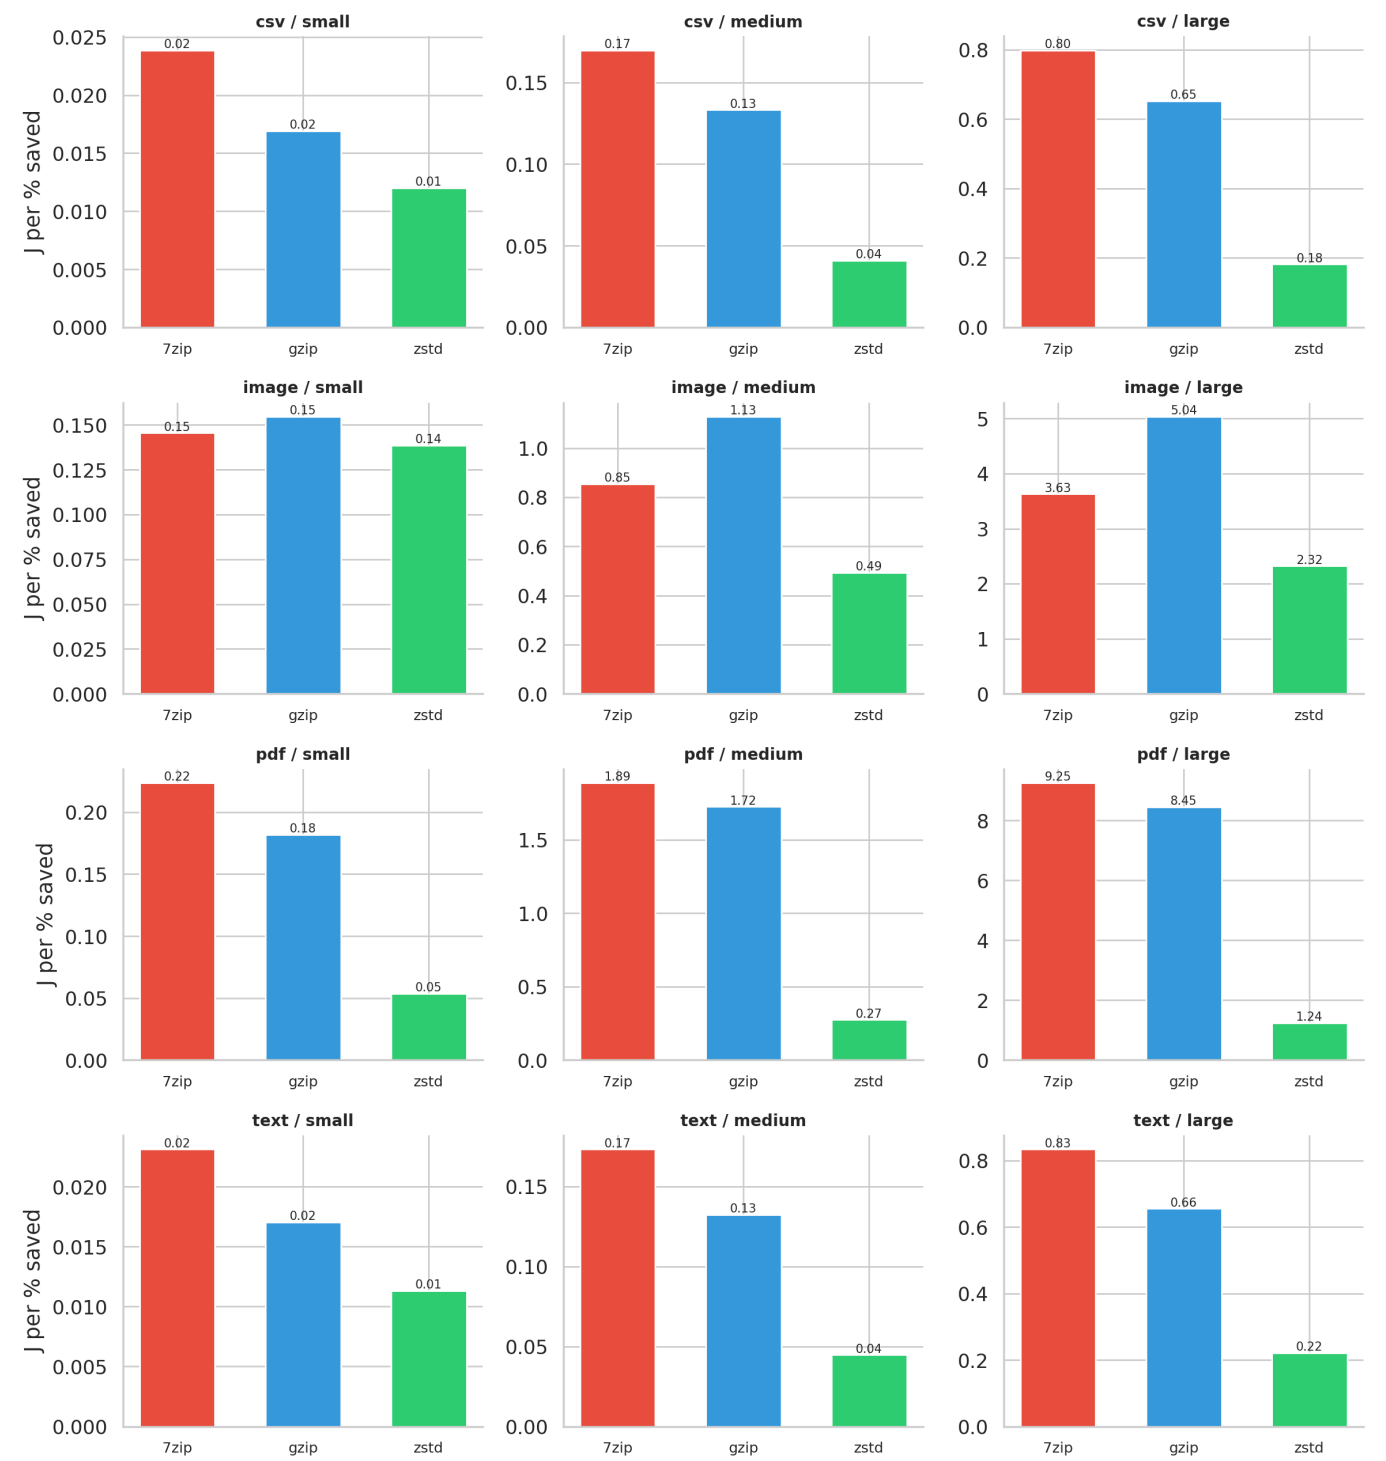 csv / small
csv / medium
csv / large
J per % saved
0.025
0.020
0.015
0.010
0.005
0.000
0.02
0.02
0.01
7zip
gzip
zstd
0.15
0.10
0.05
0.00
0.17
0.13
0.04
7zip
gzip
zstd
0.8
0.6
0.4
0.2
0.0
0.80
0.65
0.18
7zip
gzip
zstd
image / small
image / medium
image / large
J per % saved
0.150
0.125
0.100
0.075
0.050
0.025
0.000
0.15
0.15
0.14
7zip
gzip
zstd
1.0
0.8
0.6
0.4
0.2
0.0
0.85
1.13
0.49
7zip
gzip
zstd
5
4
3
2
1
0
3.63
5.04
2.32
7zip
gzip
zstd
pdf / small
pdf / medium
pdf / large
J per % saved
0.20
0.15
0.10
0.05
0.00
0.22
0.18
0.05
7zip
gzip
zstd
1.5
1.0
0.5
0.0
1.89
1.72
0.27
7zip
gzip
zstd
8
6
4
2
0
9.25
8.45
1.24
7zip
gzip
zstd
text / small
text / medium
text / large
J per % saved
0.020
0.015
0.010
0.005
0.000
0.02
0.02
0.01
7zip
gzip
zstd
0.15
0.10
0.05
0.00
0.17
0.13
0.04
7zip
gzip
zstd
0.8
0.6
0.4
0.2
0.0
0.83
0.66
0.22
7zip
gzip
zstd